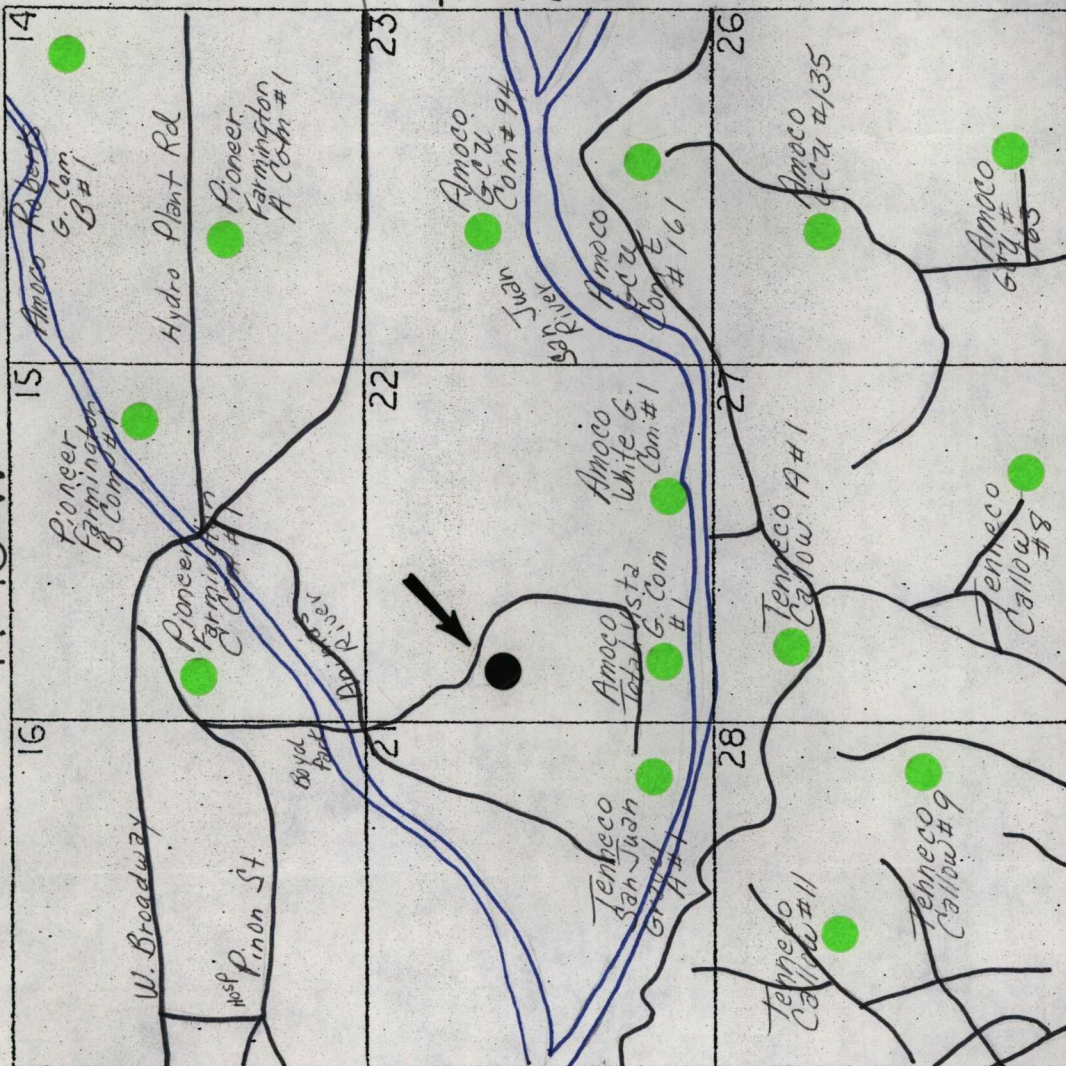 14
23
26
15
22
27
16
21
28
Amoco Roberts
G. Com
B#1
Hydro Plant Rd
Pioneer
Farmington
A Com #1
Amoco
GCU
Com # 94
San
Juan
River
Amoco
GCU
Com E
# 161
Amoco
GCU #135
Amoco
GCU #
163
Pioneer
Farmington
B Com #1
Pioneer
Farmington
C Com #1
Amoco
White G.
Com #1
Amoco
Totah Vista
G. Com
#1
Tenneco
Callow A #1
Tenneco
Callow
#8
River
Boyd
Park
W. Broadway
Hosp
Pinon St.
Tenneco
San Juan
Gravel
A #1
Tenneco
Callow #11
Tenneco
Callow #9